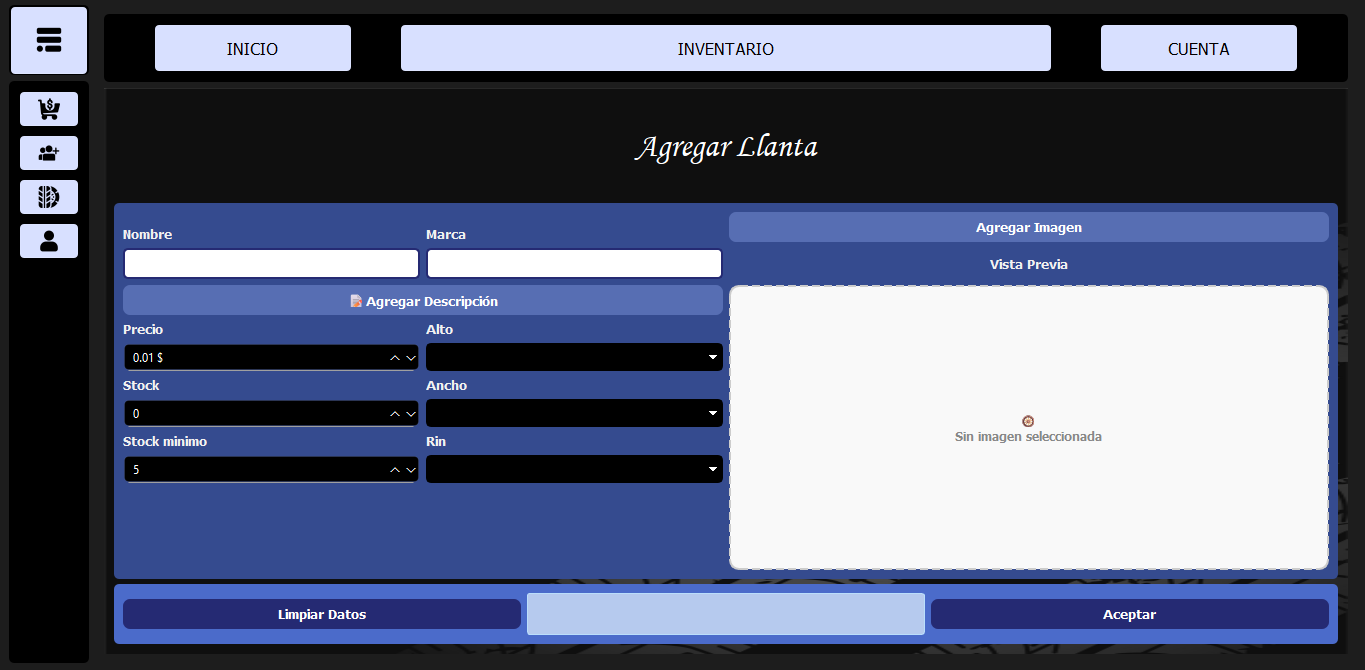 INICIO
INVENTARIO
CUENTA
Agregar Llanta
Nombre
Marca
Agregar Imagen
Vista Previa
Agregar Descripción
Precio
Alto
0.01 $
Stock
Ancho
0
Stock minimo
Rin
5
Sin imagen seleccionada
Limpiar Datos
Aceptar